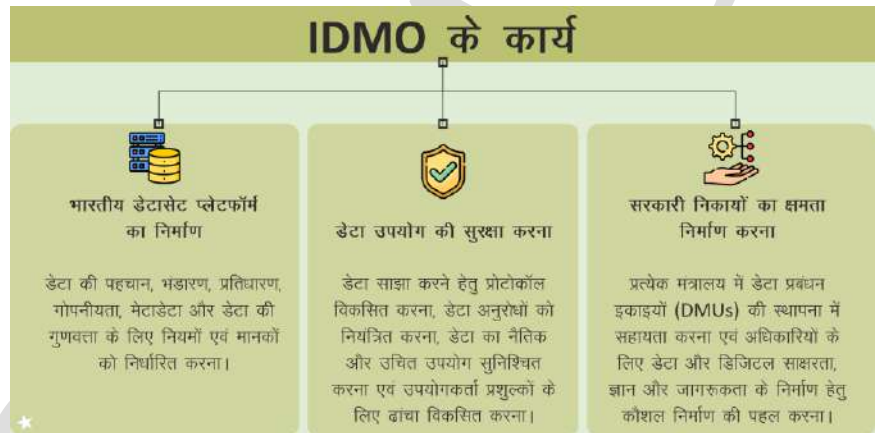 IDMO के कार्य
भारतीय डेटासेट प्लेटफॉर्म
का निर्माण
डेटा की पहचान, भंडारण, प्रतिधारण,
गोपनीयता, मेटाडेटा और डेटा की
गुणवत्ता के लिए नियमों एवं मानकों
को निर्धारित करना।
डेटा उपयोग की सुरक्षा करना
डेटा साझा करने हेतु प्रोटोकॉल
विकसित करना, डेटा अनुरोधों को
नियंत्रित करना, डेटा का नैतिक
और उचित उपयोग सुनिश्चित
करना एवं उपयोगकर्ता प्रशुल्कों के
लिए ढांचा विकसित करना।
सरकारी निकायों का क्षमता
निर्माण करना
प्रत्येक मंत्रालय में डेटा प्रबंधन
इकाइयों (DMUs) की स्थापना में
सहायता करना एवं अधिकारियों के
लिए डेटा और डिजिटल साक्षरता,
ज्ञान और जागरूकता के निर्माण हेतु
कौशल निर्माण की पहल करना।